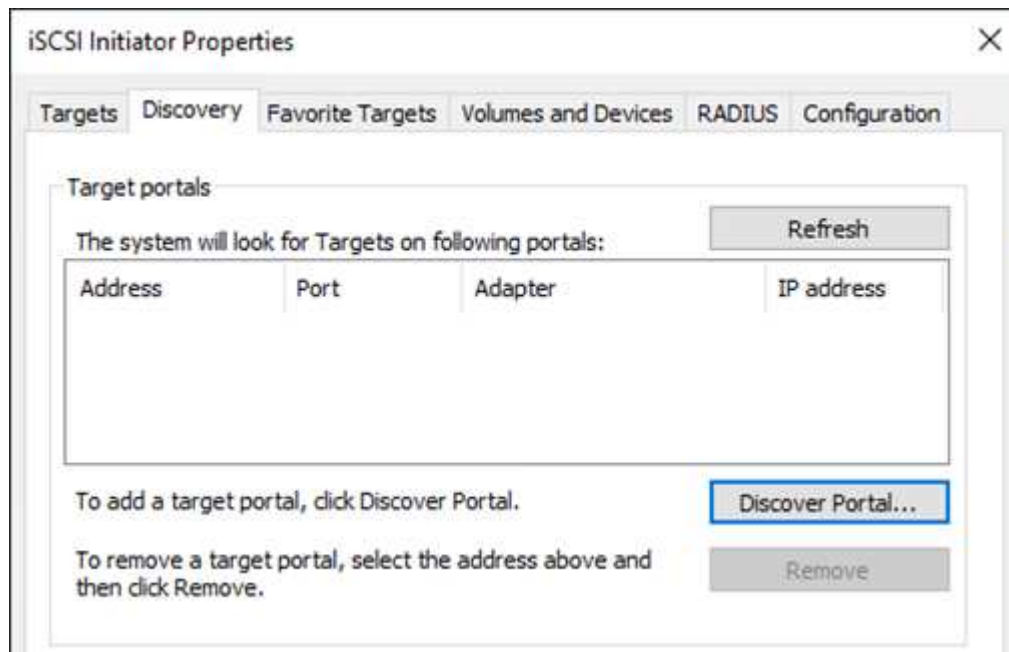 iSCSI Initiator Properties
Targets Discovery Favorite Targets Volumes and Devices RADIUS Configuration
Target portals
The system will look for Targets on following portals:
Refresh
Address Port Adapter IP address
To add a target portal, click Discover Portal.
Discover Portal...
To remove a target portal, select the address above and
then click Remove.
Remove